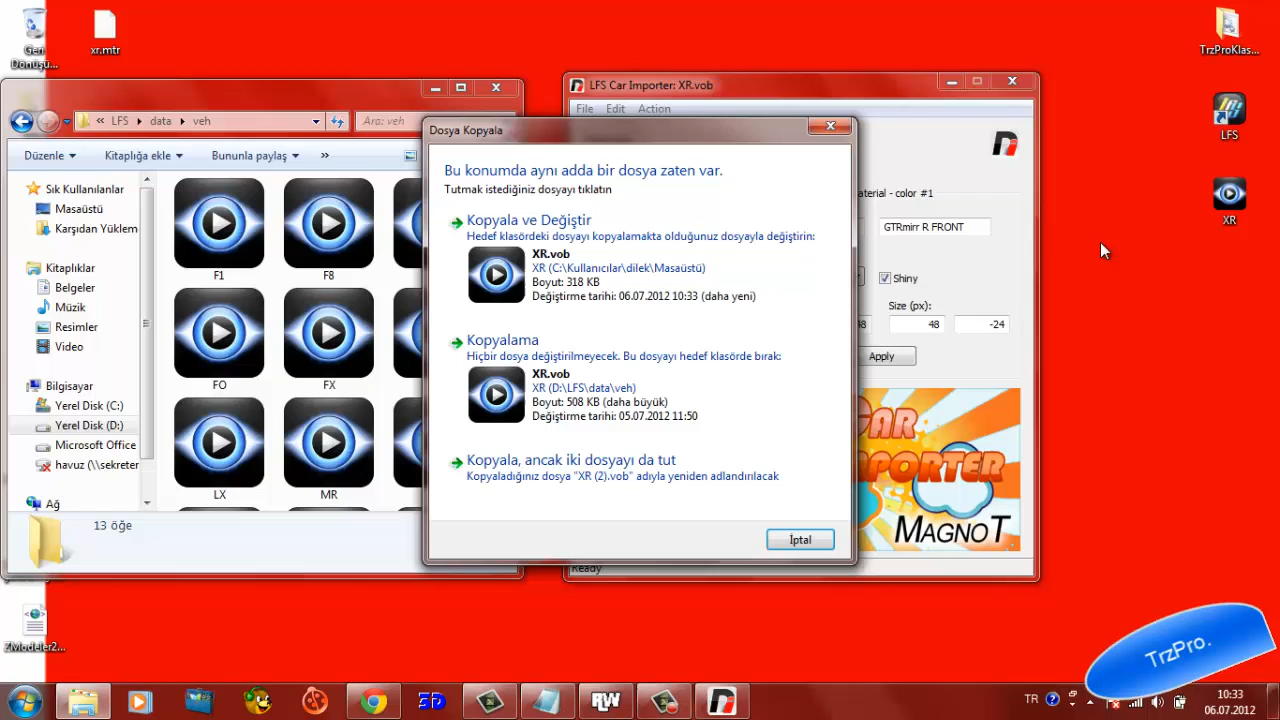 Geri
Dönüşü...
xr.mtr
TrzProKlas...
LFS
XR
LFS ▸ data ▸ veh
Ara: veh
Düzenle
Kitaplığa ekle
Bununla paylaş
»
Sık Kullanılanlar
Masaüstü
Karşıdan Yüklem
Kitaplıklar
Belgeler
Müzik
Resimler
Video
Bilgisayar
Yerel Disk (C:)
Yerel Disk (D:)
Microsoft Office
havuz (\\sekreter
Ağ
F1
F8
FO
FX
LX
MR
13 öğe
LFS Car Importer: XR.vob
File Edit Action
aterial - color #1
GTRmirr R FRONT
Shiny
Size (px):
48
48
-24
Apply
CAR
MAGNOT
Ready
Dosya Kopyala
Bu konumda aynı adda bir dosya zaten var.
Tutmak istediğiniz dosyayı tıklatın
Kopyala ve Değiştir
Hedef klasördeki dosyayı kopyalamakta olduğunuz dosyayla değiştirin:
XR.vob
XR (C:\Kullanıcılar\dilek\Masaüstü)
Boyut: 318 KB
Değiştirme tarihi: 06.07.2012 10:33 (daha yeni)
Kopyalama
Hiçbir dosya değiştirilmeyecek. Bu dosyayı hedef klasörde bırak:
XR.vob
XR (D:\LFS\data\veh)
Boyut: 508 KB (daha büyük)
Değiştirme tarihi: 05.07.2012 11:50
Kopyala, ancak iki dosyayı da tut
Kopyaladığınız dosya "XR (2).vob" adıyla yeniden adlandırılacak
İptal
ZModeler2...
TrzPro.
3D
RW
TR
10:33
06.07.2012